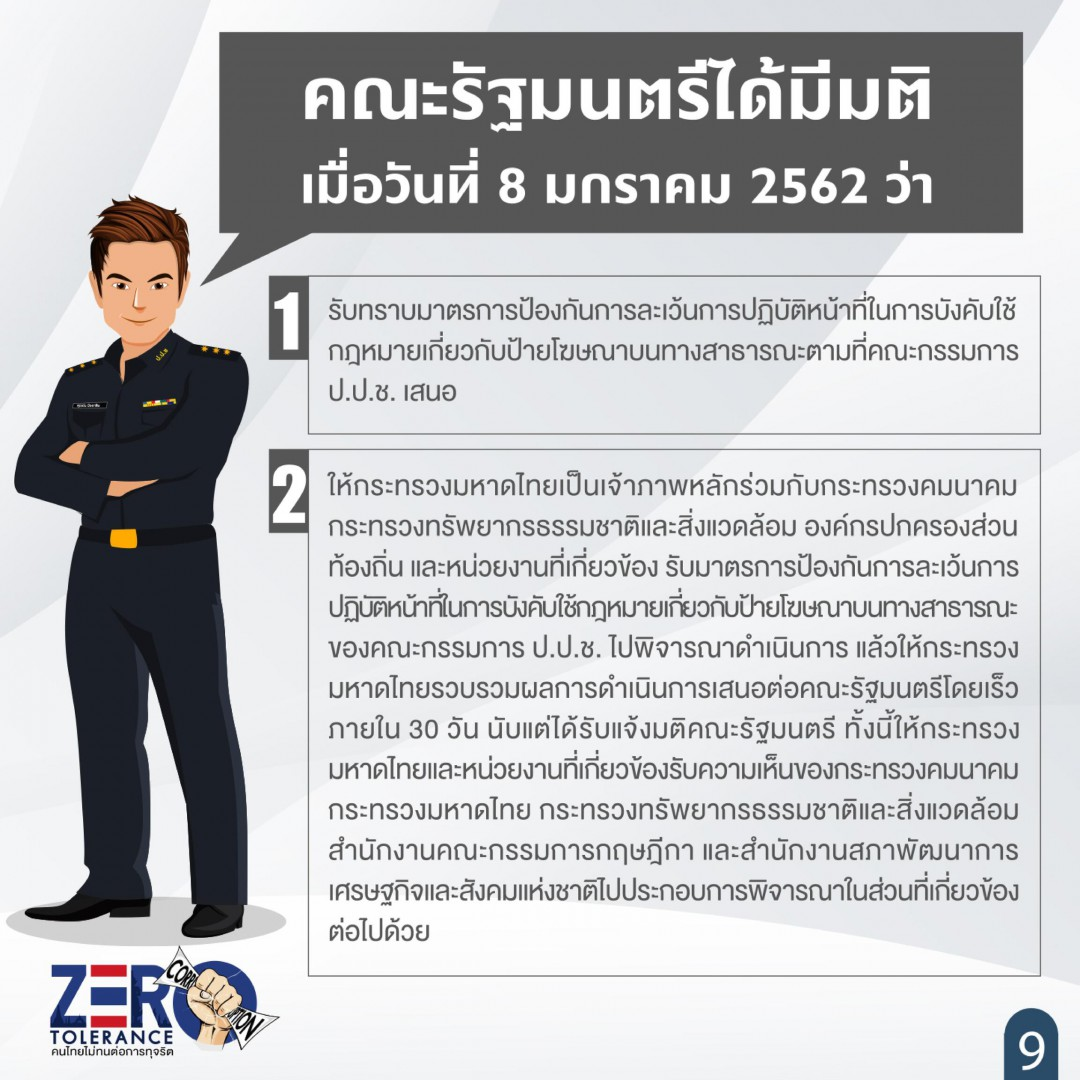 คณะรัฐมนตรีได้มีมติ
เมื่อวันที่ 8 มกราคม 2562 ว่า
1
รับทราบมาตรการป้องกันการละเว้นการปฏิบัติหน้าที่ในการบังคับใช้
กฎหมายเกี่ยวกับป้ายโฆษณาบนทางสาธารณะตามที่คณะกรรมการ
ป.ป.ช. เสนอ
2
ให้กระทรวงมหาดไทยเป็นเจ้าภาพหลักร่วมกับกระทรวงคมนาคม
กระทรวงทรัพยากรธรรมชาติและสิ่งแวดล้อม องค์กรปกครองส่วน
ท้องถิ่น และหน่วยงานที่เกี่ยวข้อง รับมาตรการป้องกันการละเว้นการ
ปฏิบัติหน้าที่ในการบังคับใช้กฎหมายเกี่ยวกับป้ายโฆษณาบนทางสาธารณะ
ของคณะกรรมการ ป.ป.ช. ไปพิจารณาดำเนินการ แล้วให้กระทรวง
มหาดไทยรวบรวมผลการดำเนินการเสนอต่อคณะรัฐมนตรีโดยเร็ว
ภายใน 30 วัน นับแต่ได้รับแจ้งมติคณะรัฐมนตรี ทั้งนี้ให้กระทรวง
มหาดไทยและหน่วยงานที่เกี่ยวข้องรับความเห็นของกระทรวงคมนาคม
กระทรวงมหาดไทย กระทรวงทรัพยากรธรรมชาติและสิ่งแวดล้อม
สำนักงานคณะกรรมการกฤษฎีกา และสำนักงานสภาพัฒนาการ
เศรษฐกิจและสังคมแห่งชาติไปประกอบการพิจารณาในส่วนที่เกี่ยวข้อง
ต่อไปด้วย
ป.ป.ช
ZERO
CORRUPTION
TOLERANCE
คนไทยไม่ทนต่อการทุจริต
9